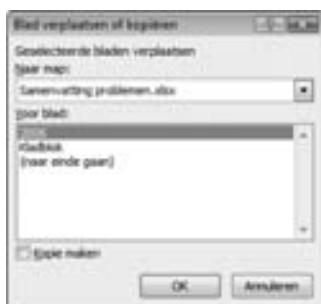 Blad verplaatsen of kopiëren
Geselecteerde bladen verplaatsen
Naar map:
Samenvatting problemen.xlsx
Voor blad:
Kladblok
(naar einde gaan)
Kopie maken
OK
Annuleren